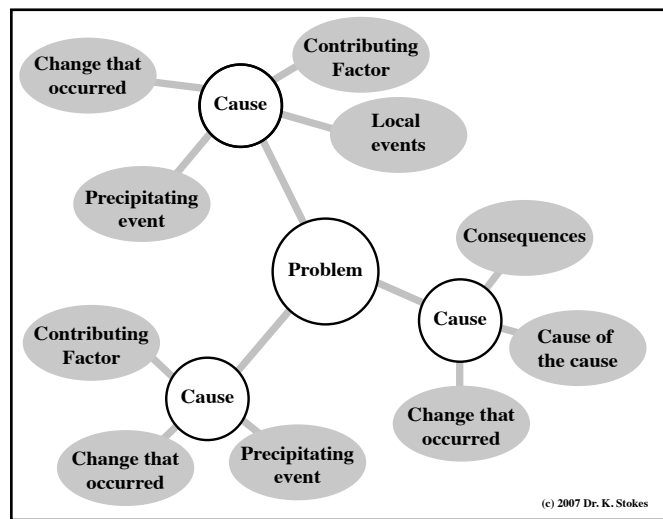 Contributing
Factor
Change that
occurred
Cause
Local
events
Precipitating
event
Consequences
Problem
Cause
Contributing
Factor
Cause of
the cause
Cause
Change that
occurred
Change that
occurred
Precipitating
event
(c) 2007 Dr. K. Stokes